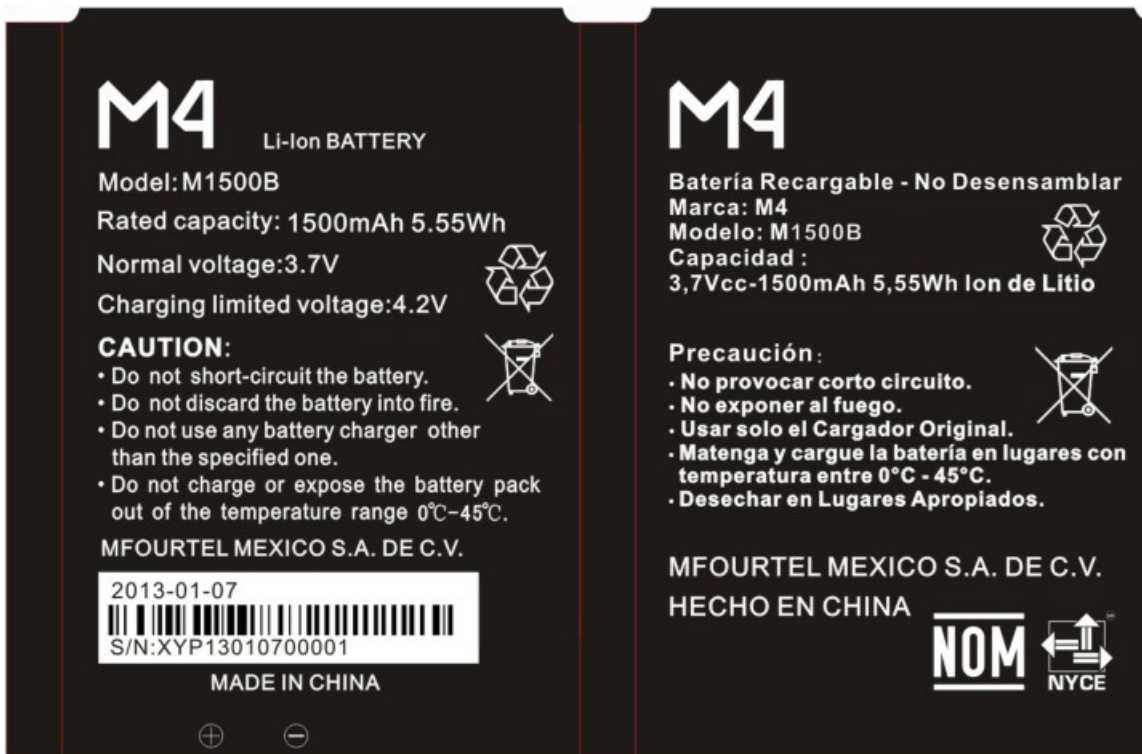 M4
Li-Ion BATTERY
Model: M1500B
Rated capacity: 1500mAh 5.55Wh
Normal voltage:3.7V
Charging limited voltage:4.2V
CAUTION:
• Do not short-circuit the battery.
• Do not discard the battery into fire.
• Do not use any battery charger other
than the specified one.
• Do not charge or expose the battery pack
out of the temperature range 0℃-45℃.
MFOURTEL MEXICO S.A. DE C.V.
2013-01-07
S/N:XYP13010700001
MADE IN CHINA
+ −
M4
Batería Recargable - No Desensamblar
Marca: M4
Modelo: M1500B
Capacidad :
3,7Vcc-1500mAh 5,55Wh Ion de Litio
Precaución :
• No provocar corto circuito.
• No exponer al fuego.
• Usar solo el Cargador Original.
• Matenga y cargue la batería en lugares con
temperatura entre 0°C - 45°C.
• Desechar en Lugares Apropiados.
MFOURTEL MEXICO S.A. DE C.V.
HECHO EN CHINA
NOM
NYCE